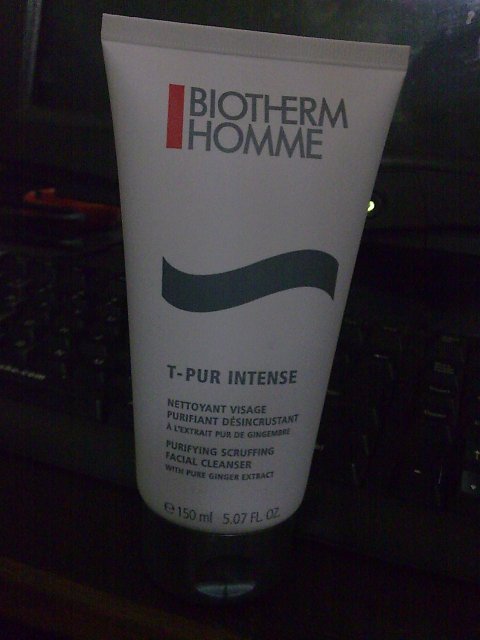 BIOTHERM
HOMME
T-PUR INTENSE
NETTOYANT VISAGE
PURIFIANT DÉSINCRUSTANT
À L'EXTRAIT PUR DE GINGEMBRE
PURIFYING SCRUFFING
FACIAL CLEANSER
WITH PURE GINGER EXTRACT
℮ 150 ml 5.07 FL. OZ.